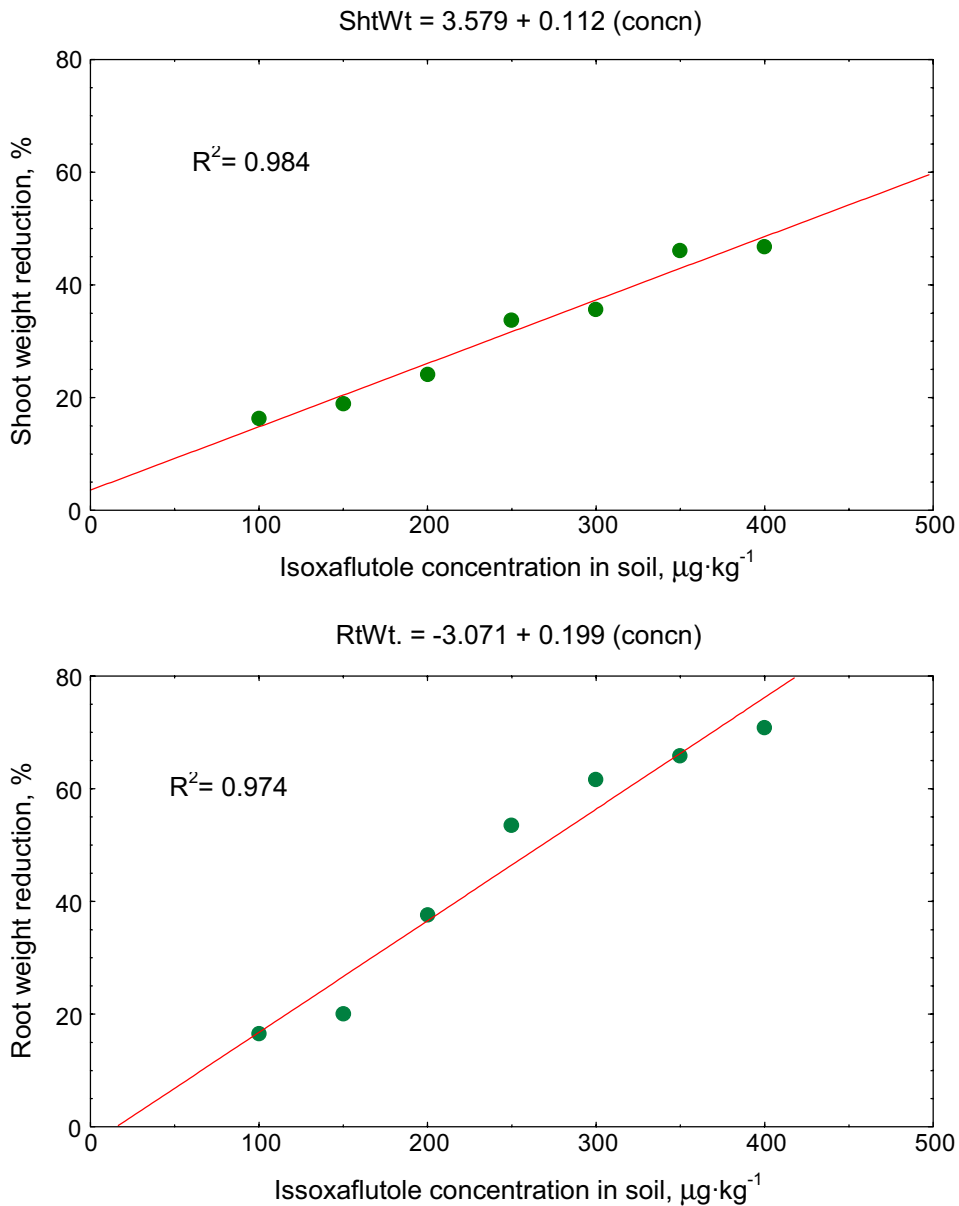 ShtWt = 3.579 + 0.112 (concn)
80
60
40
20
0
Shoot weight reduction, %
R²= 0.984
0 100 200 300 400 500
Isoxaflutole concentration in soil, μg·kg⁻¹
RtWt. = -3.071 + 0.199 (concn)
80
60
40
20
0
Root weight reduction, %
R²= 0.974
0 100 200 300 400 500
Issoxaflutole concentration in soil, μg·kg⁻¹